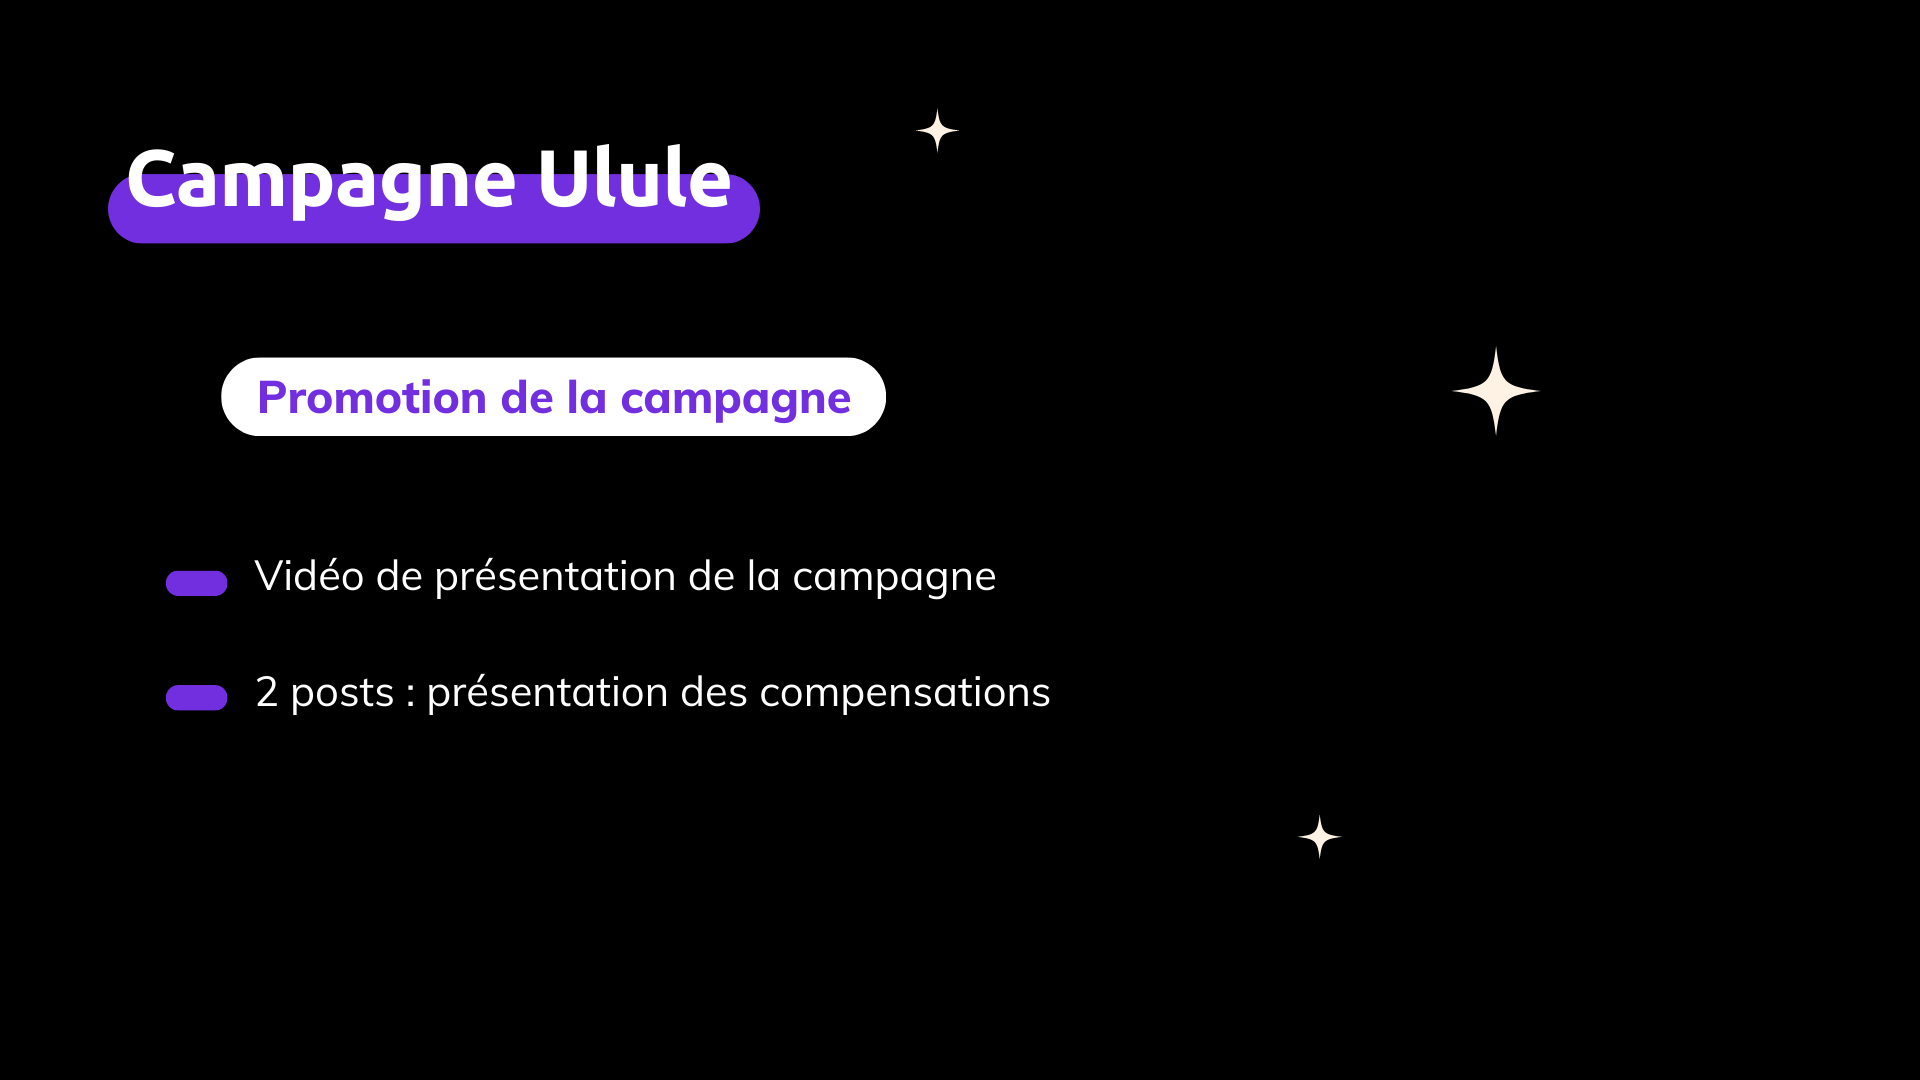 Campagne Ulule
Promotion de la campagne
Vidéo de présentation de la campagne
2 posts : présentation des compensations